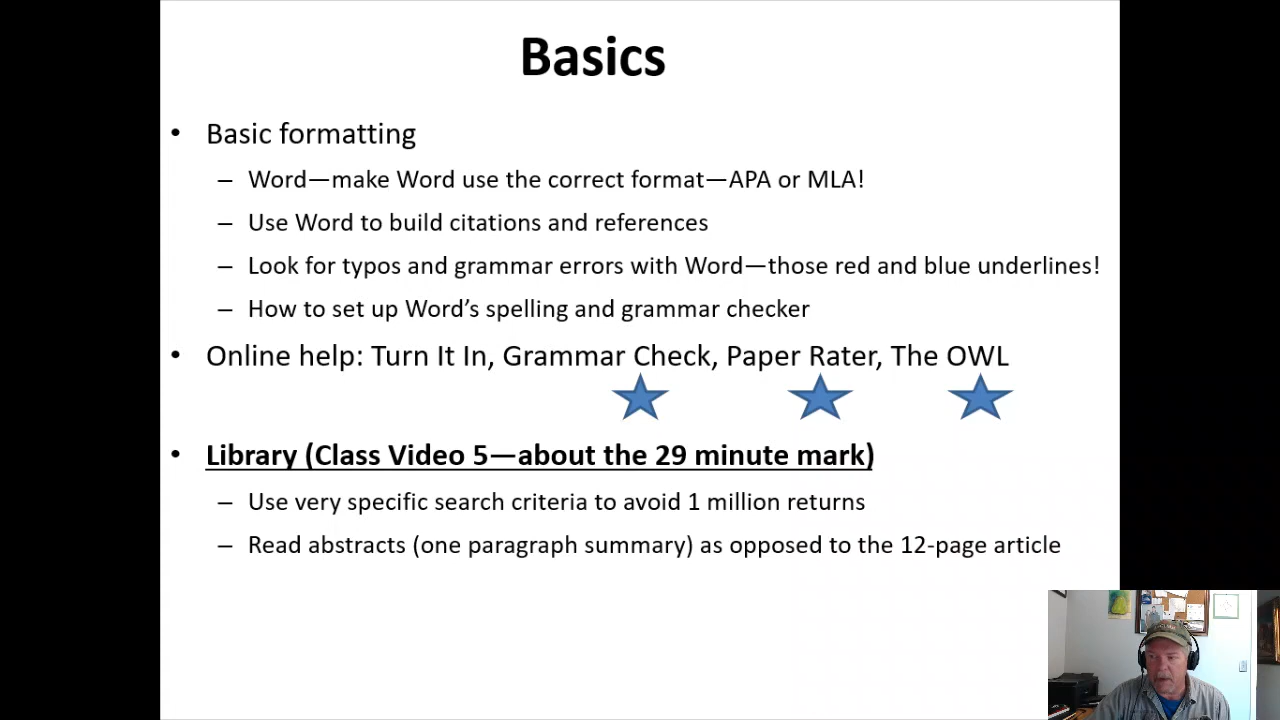 Basics
• Basic formatting
– Word—make Word use the correct format—APA or MLA!
– Use Word to build citations and references
– Look for typos and grammar errors with Word—those red and blue underlines!
– How to set up Word’s spelling and grammar checker
• Online help: Turn It In, Grammar Check, Paper Rater, The OWL
• Library (Class Video 5—about the 29 minute mark)
– Use very specific search criteria to avoid 1 million returns
– Read abstracts (one paragraph summary) as opposed to the 12-page article